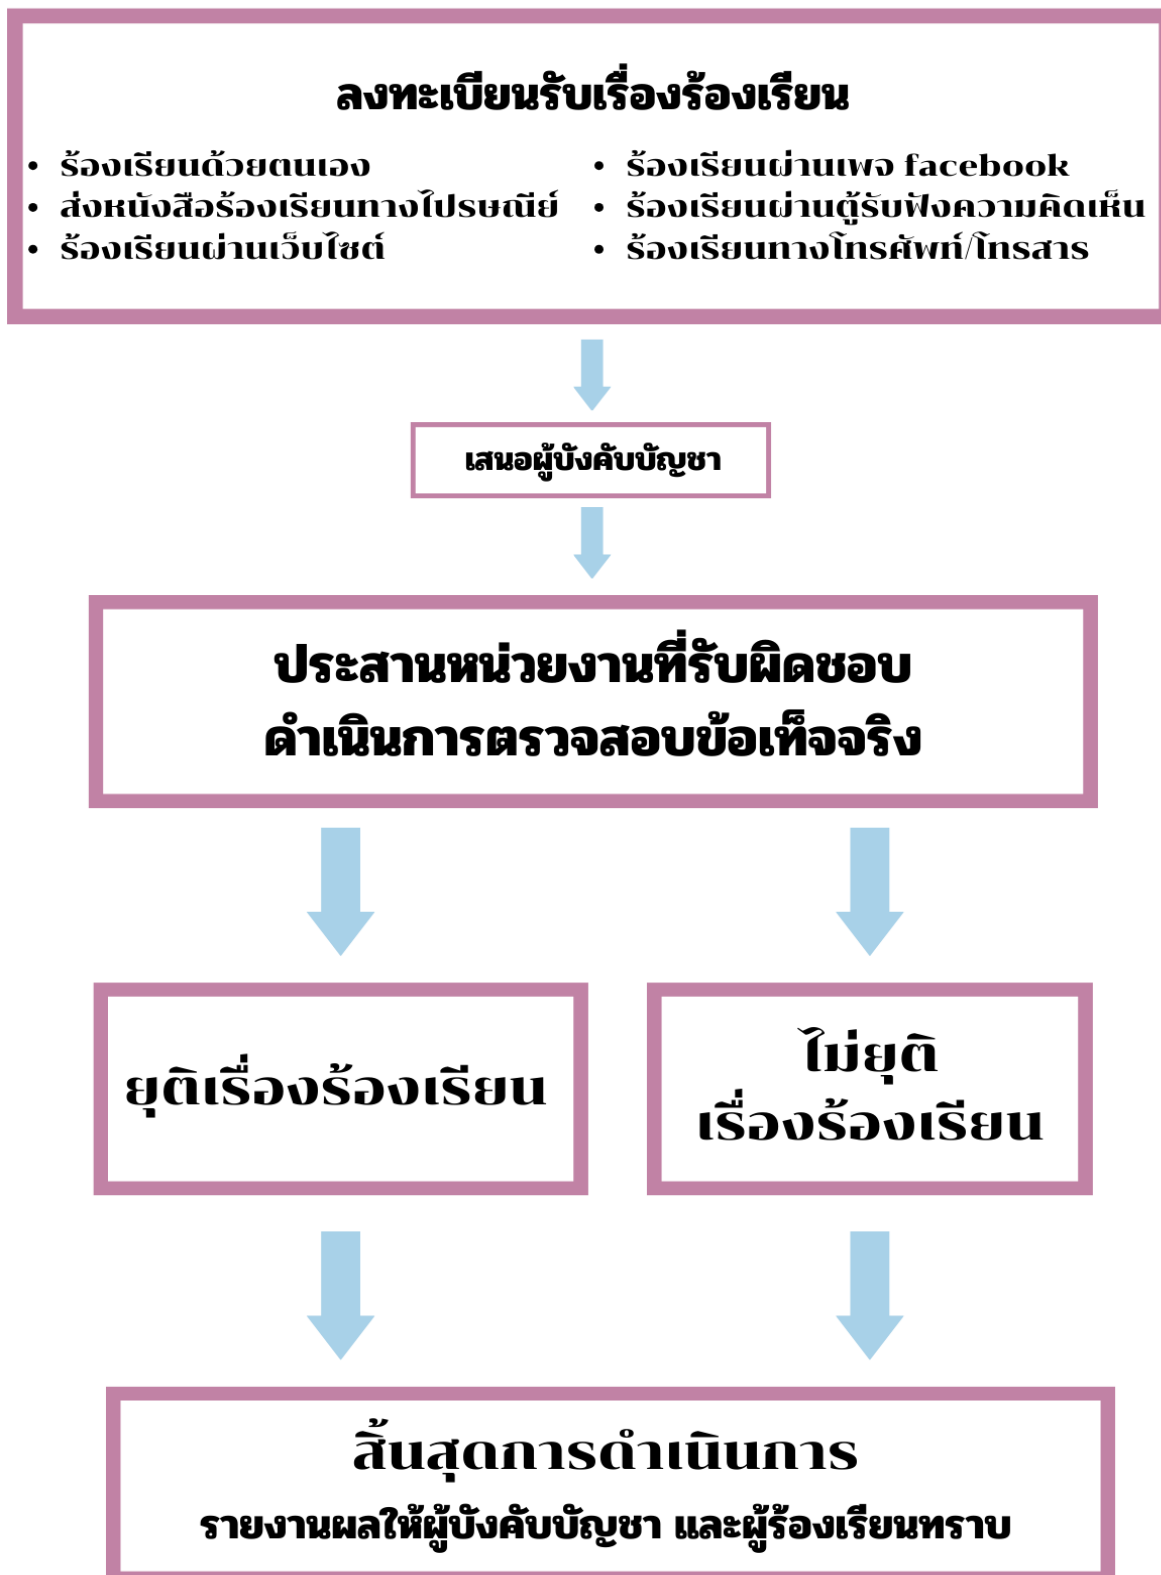 ลงทะเบียนรับเรื่องร้องเรียน
• ร้องเรียนด้วยตนเอง
• ส่งหนังสือร้องเรียนทางไปรษณีย์
• ร้องเรียนผ่านเว็บไซต์
• ร้องเรียนผ่านเพจ facebook
• ร้องเรียนผ่านตู้รับฟังความคิดเห็น
• ร้องเรียนทางโทรศัพท์/โทรสาร
เสนอผู้บังคับบัญชา
ประสานหน่วยงานที่รับผิดชอบ
ดำเนินการตรวจสอบข้อเท็จจริง
ยุติเรื่องร้องเรียน
ไม่ยุติ
เรื่องร้องเรียน
สิ้นสุดการดำเนินการ
รายงานผลให้ผู้บังคับบัญชา และผู้ร้องเรียนทราบ